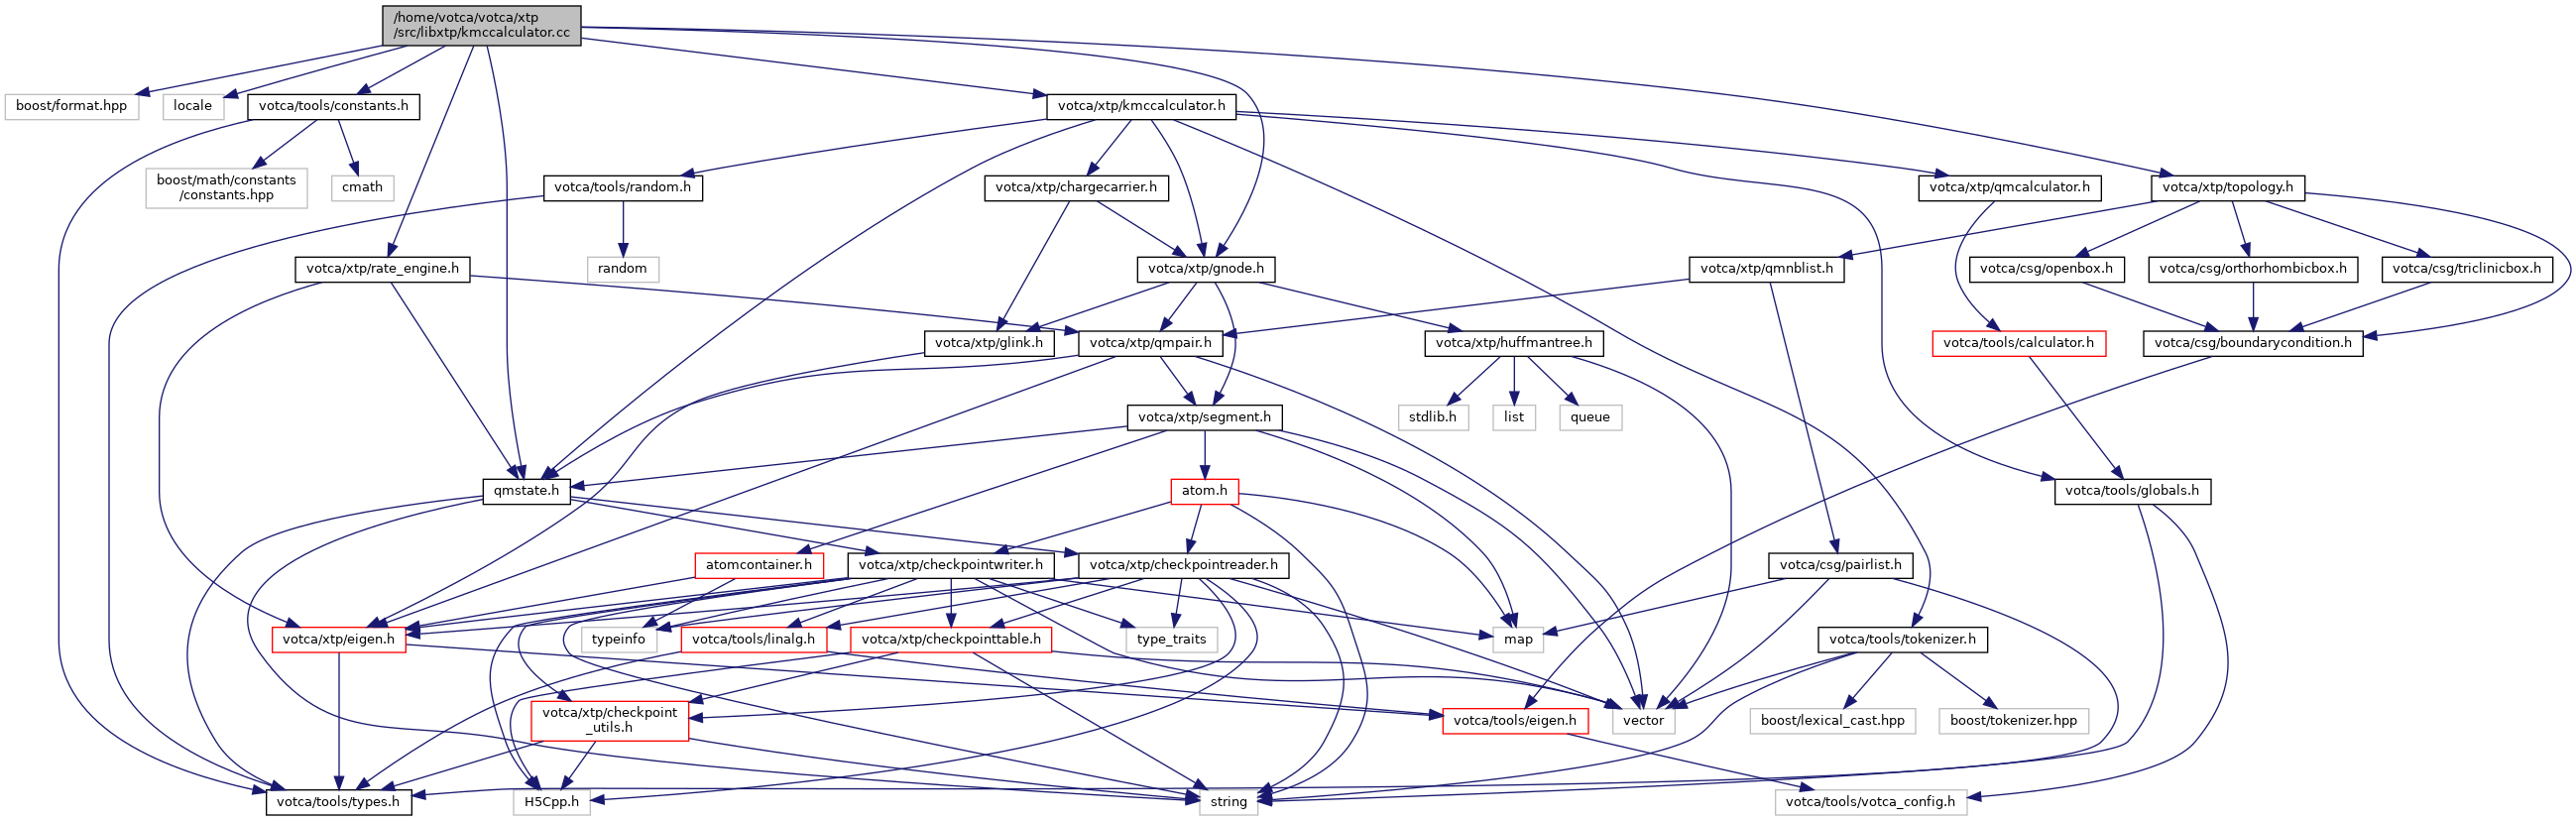 /home/votca/votca/xtp
/src/libxtp/kmccalculator.cc
boost/format.hpp
locale
votca/tools/constants.h
votca/xtp/kmccalculator.h
boost/math/constants
/constants.hpp
cmath
votca/tools/random.h
votca/xtp/chargecarrier.h
votca/xtp/qmcalculator.h
votca/xtp/topology.h
votca/xtp/rate_engine.h
random
votca/xtp/gnode.h
votca/xtp/qmnblist.h
votca/csg/openbox.h
votca/csg/orthorhombicbox.h
votca/csg/triclinicbox.h
votca/xtp/glink.h
votca/xtp/qmpair.h
votca/xtp/huffmantree.h
votca/tools/calculator.h
votca/csg/boundarycondition.h
votca/xtp/segment.h
stdlib.h
list
queue
qmstate.h
atom.h
votca/tools/globals.h
atomcontainer.h
votca/xtp/checkpointwriter.h
votca/xtp/checkpointreader.h
votca/csg/pairlist.h
votca/xtp/eigen.h
typeinfo
votca/tools/linalg.h
votca/xtp/checkpointtable.h
type_traits
map
votca/tools/tokenizer.h
votca/xtp/checkpoint
_utils.h
votca/tools/eigen.h
vector
boost/lexical_cast.hpp
boost/tokenizer.hpp
votca/tools/types.h
H5Cpp.h
string
votca/tools/votca_config.h